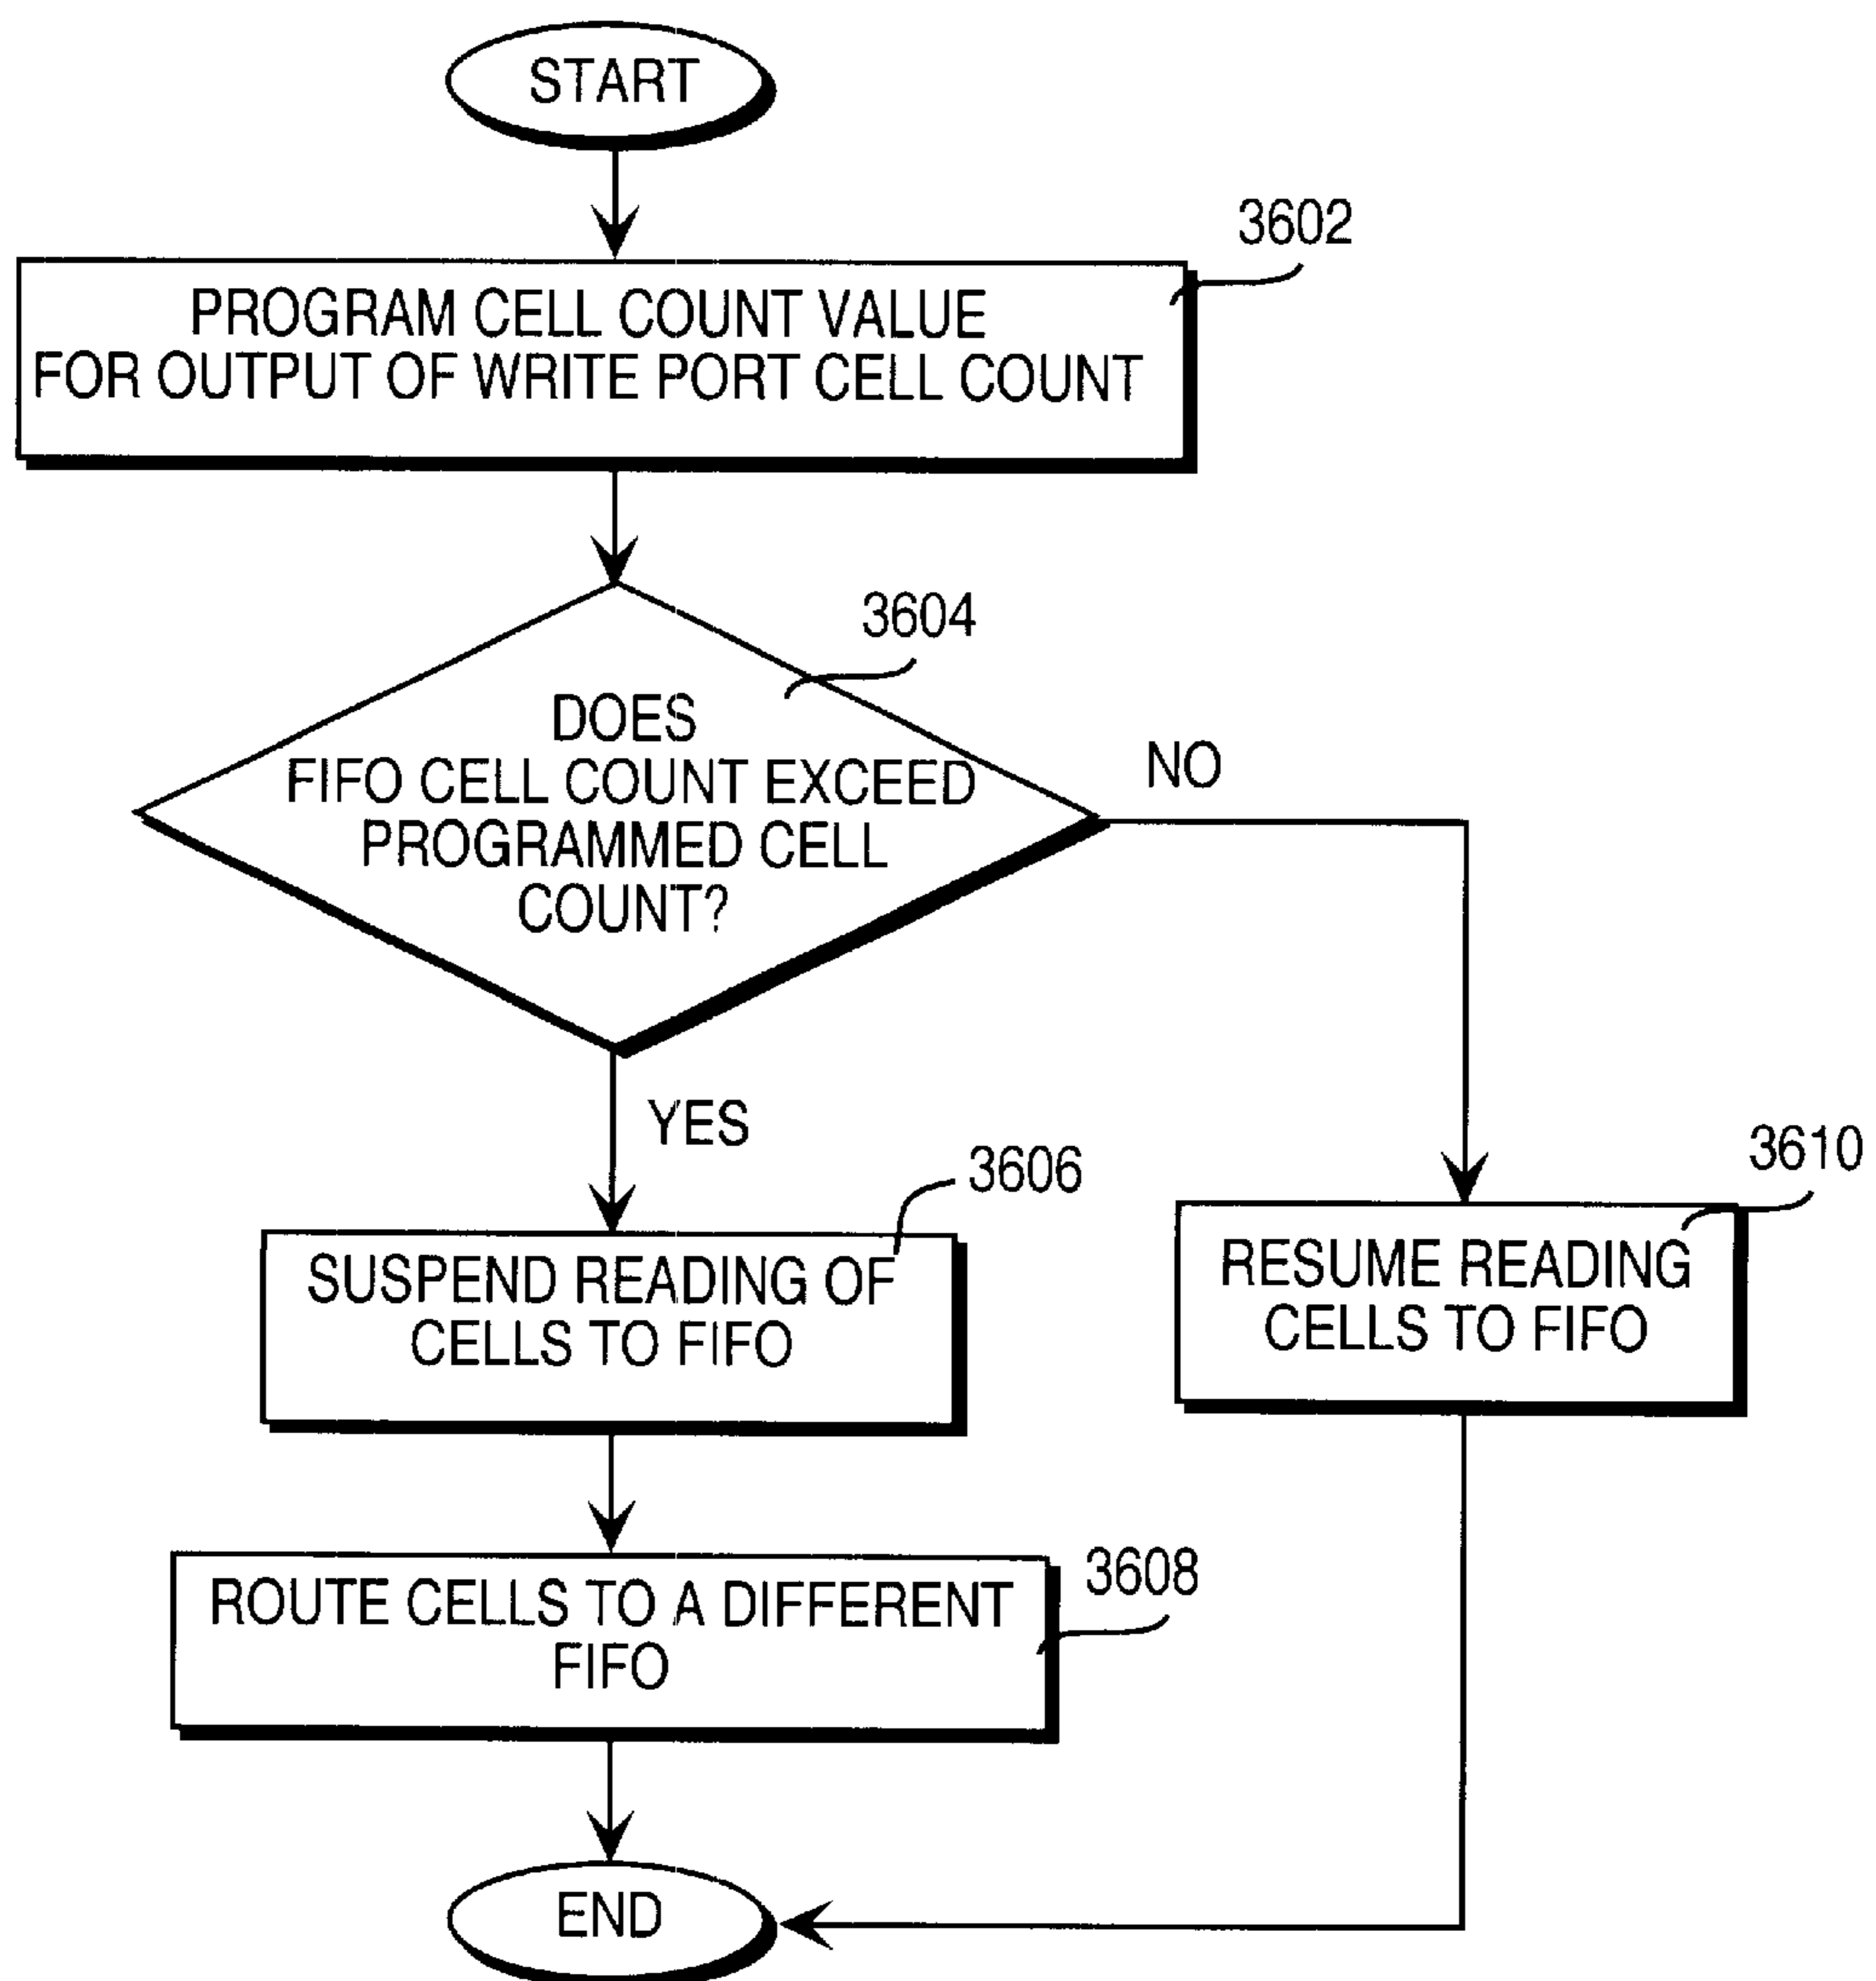 START
3602
PROGRAM CELL COUNT VALUE
FOR OUTPUT OF WRITE PORT CELL COUNT
3604
DOES
FIFO CELL COUNT EXCEED
PROGRAMMED CELL
COUNT?
NO
YES
3606
SUSPEND READING OF
CELLS TO FIFO
3610
RESUME READING
CELLS TO FIFO
3608
ROUTE CELLS TO A DIFFERENT
FIFO
END